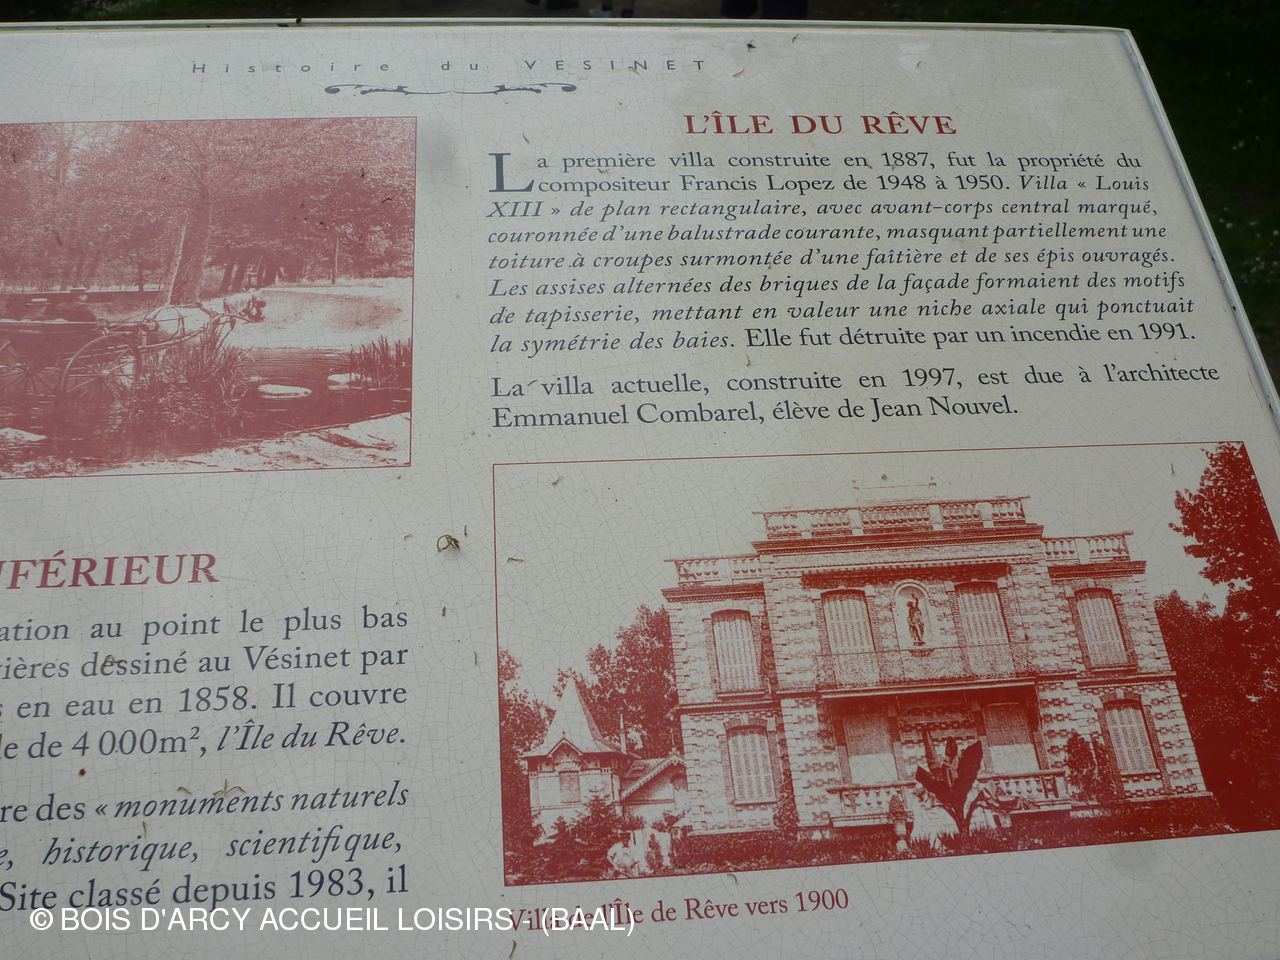 Histoire du VESINET
L'ÎLE DU RÊVE
La première villa construite en 1887, fut la propriété du
compositeur Francis Lopez de 1948 à 1950. Villa « Louis
XIII » de plan rectangulaire, avec avant-corps central marqué,
couronnée d'une balustrade courante, masquant partiellement une
toiture à croupes surmontée d'une faîtière et de ses épis ouvragés.
Les assises alternées des briques de la façade formaient des motifs
de tapisserie, mettant en valeur une niche axiale qui ponctuait
la symétrie des baies. Elle fut détruite par un incendie en 1991.
La villa actuelle, construite en 1997, est due à l'architecte
Emmanuel Combarel, élève de Jean Nouvel.
Villa de l'Île de Rêve vers 1900
FÉRIEUR
ation au point le plus bas
ières dessiné au Vésinet par
s en eau en 1858. Il couvre
le de 4 000m², l'Île du Rêve.
re des « monuments naturels
e, historique, scientifique,
Site classé depuis 1983, il
© BOIS D'ARCY ACCUEIL LOISIRS - (BAAL)